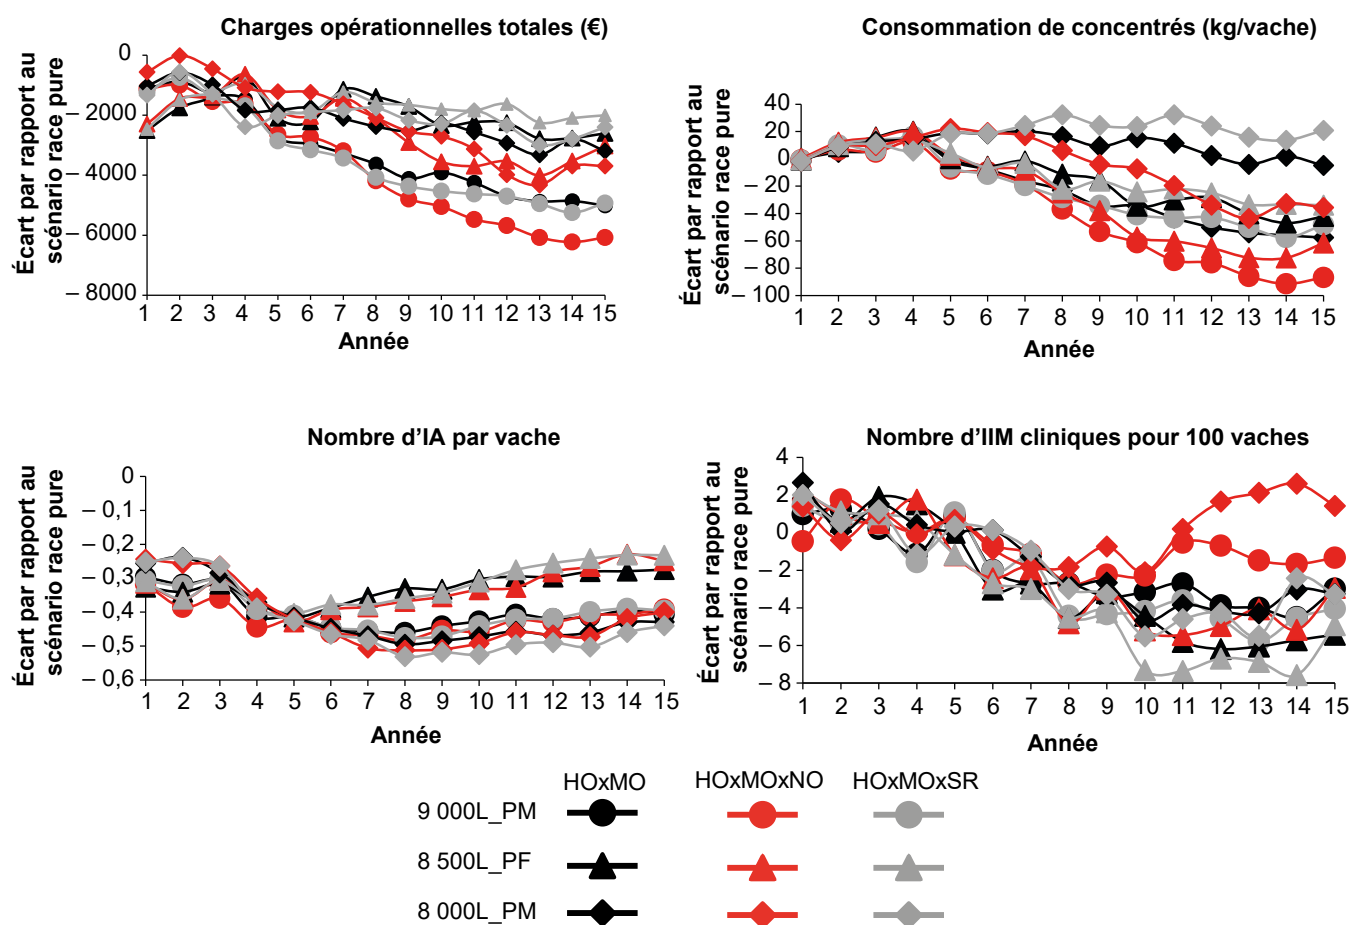 Charges opérationnelles totales (€)
Écart par rapport au
scénario race pure
0
– 2000
– 4000
– 6000
– 8000
1 2 3 4 5 6 7 8 9 10 11 12 13 14 15
Année
Consommation de concentrés (kg/vache)
Écart par rapport au
scénario race pure
40
20
0
– 20
– 40
– 60
– 80
– 100
1 2 3 4 5 6 7 8 9 10 11 12 13 14 15
Année
Nombre d’IA par vache
Écart par rapport au
scénario race pure
0
– 0,1
– 0,2
– 0,3
– 0,4
– 0,5
– 0,6
1 2 3 4 5 6 7 8 9 10 11 12 13 14 15
Année
Nombre d’IIM cliniques pour 100 vaches
Écart par rapport au
scénario race pure
4
2
0
– 2
– 4
– 6
– 8
1 2 3 4 5 6 7 8 9 10 11 12 13 14 15
Année
HOxMO HOxMOxNO HOxMOxSR
9 000L_PM
8 500L_PF
8 000L_PM